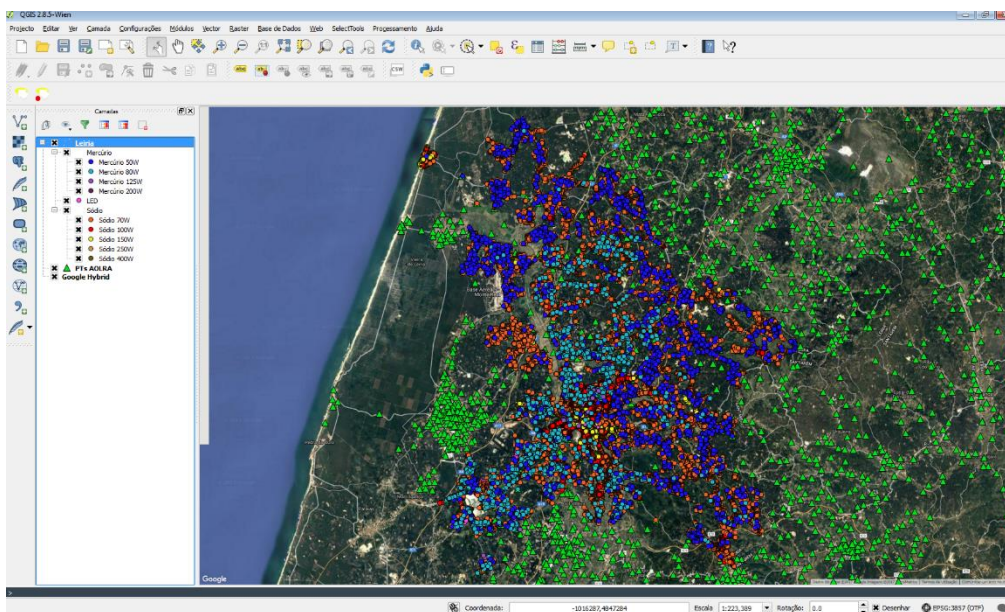 QGIS 2.8.5-Wien
Projecto Editar Ver Camada Configurações Módulos Vector Raster Base de Dados Web SelectTools Processamento Ajuda
CSW
Camadas
Leiria
Mercúrio
Mercúrio 50W
Mercúrio 80W
Mercúrio 125W
Mercúrio 200W
LED
Sódio
Sódio 70W
Sódio 100W
Sódio 150W
Sódio 250W
Sódio 400W
PTs AOLRA
Google Hybrid
Google
Coordenada: -1016287,4847284 Escala 1:223,389 Rotação: 0.0 Desenhar EPSG:3857 (OTF)